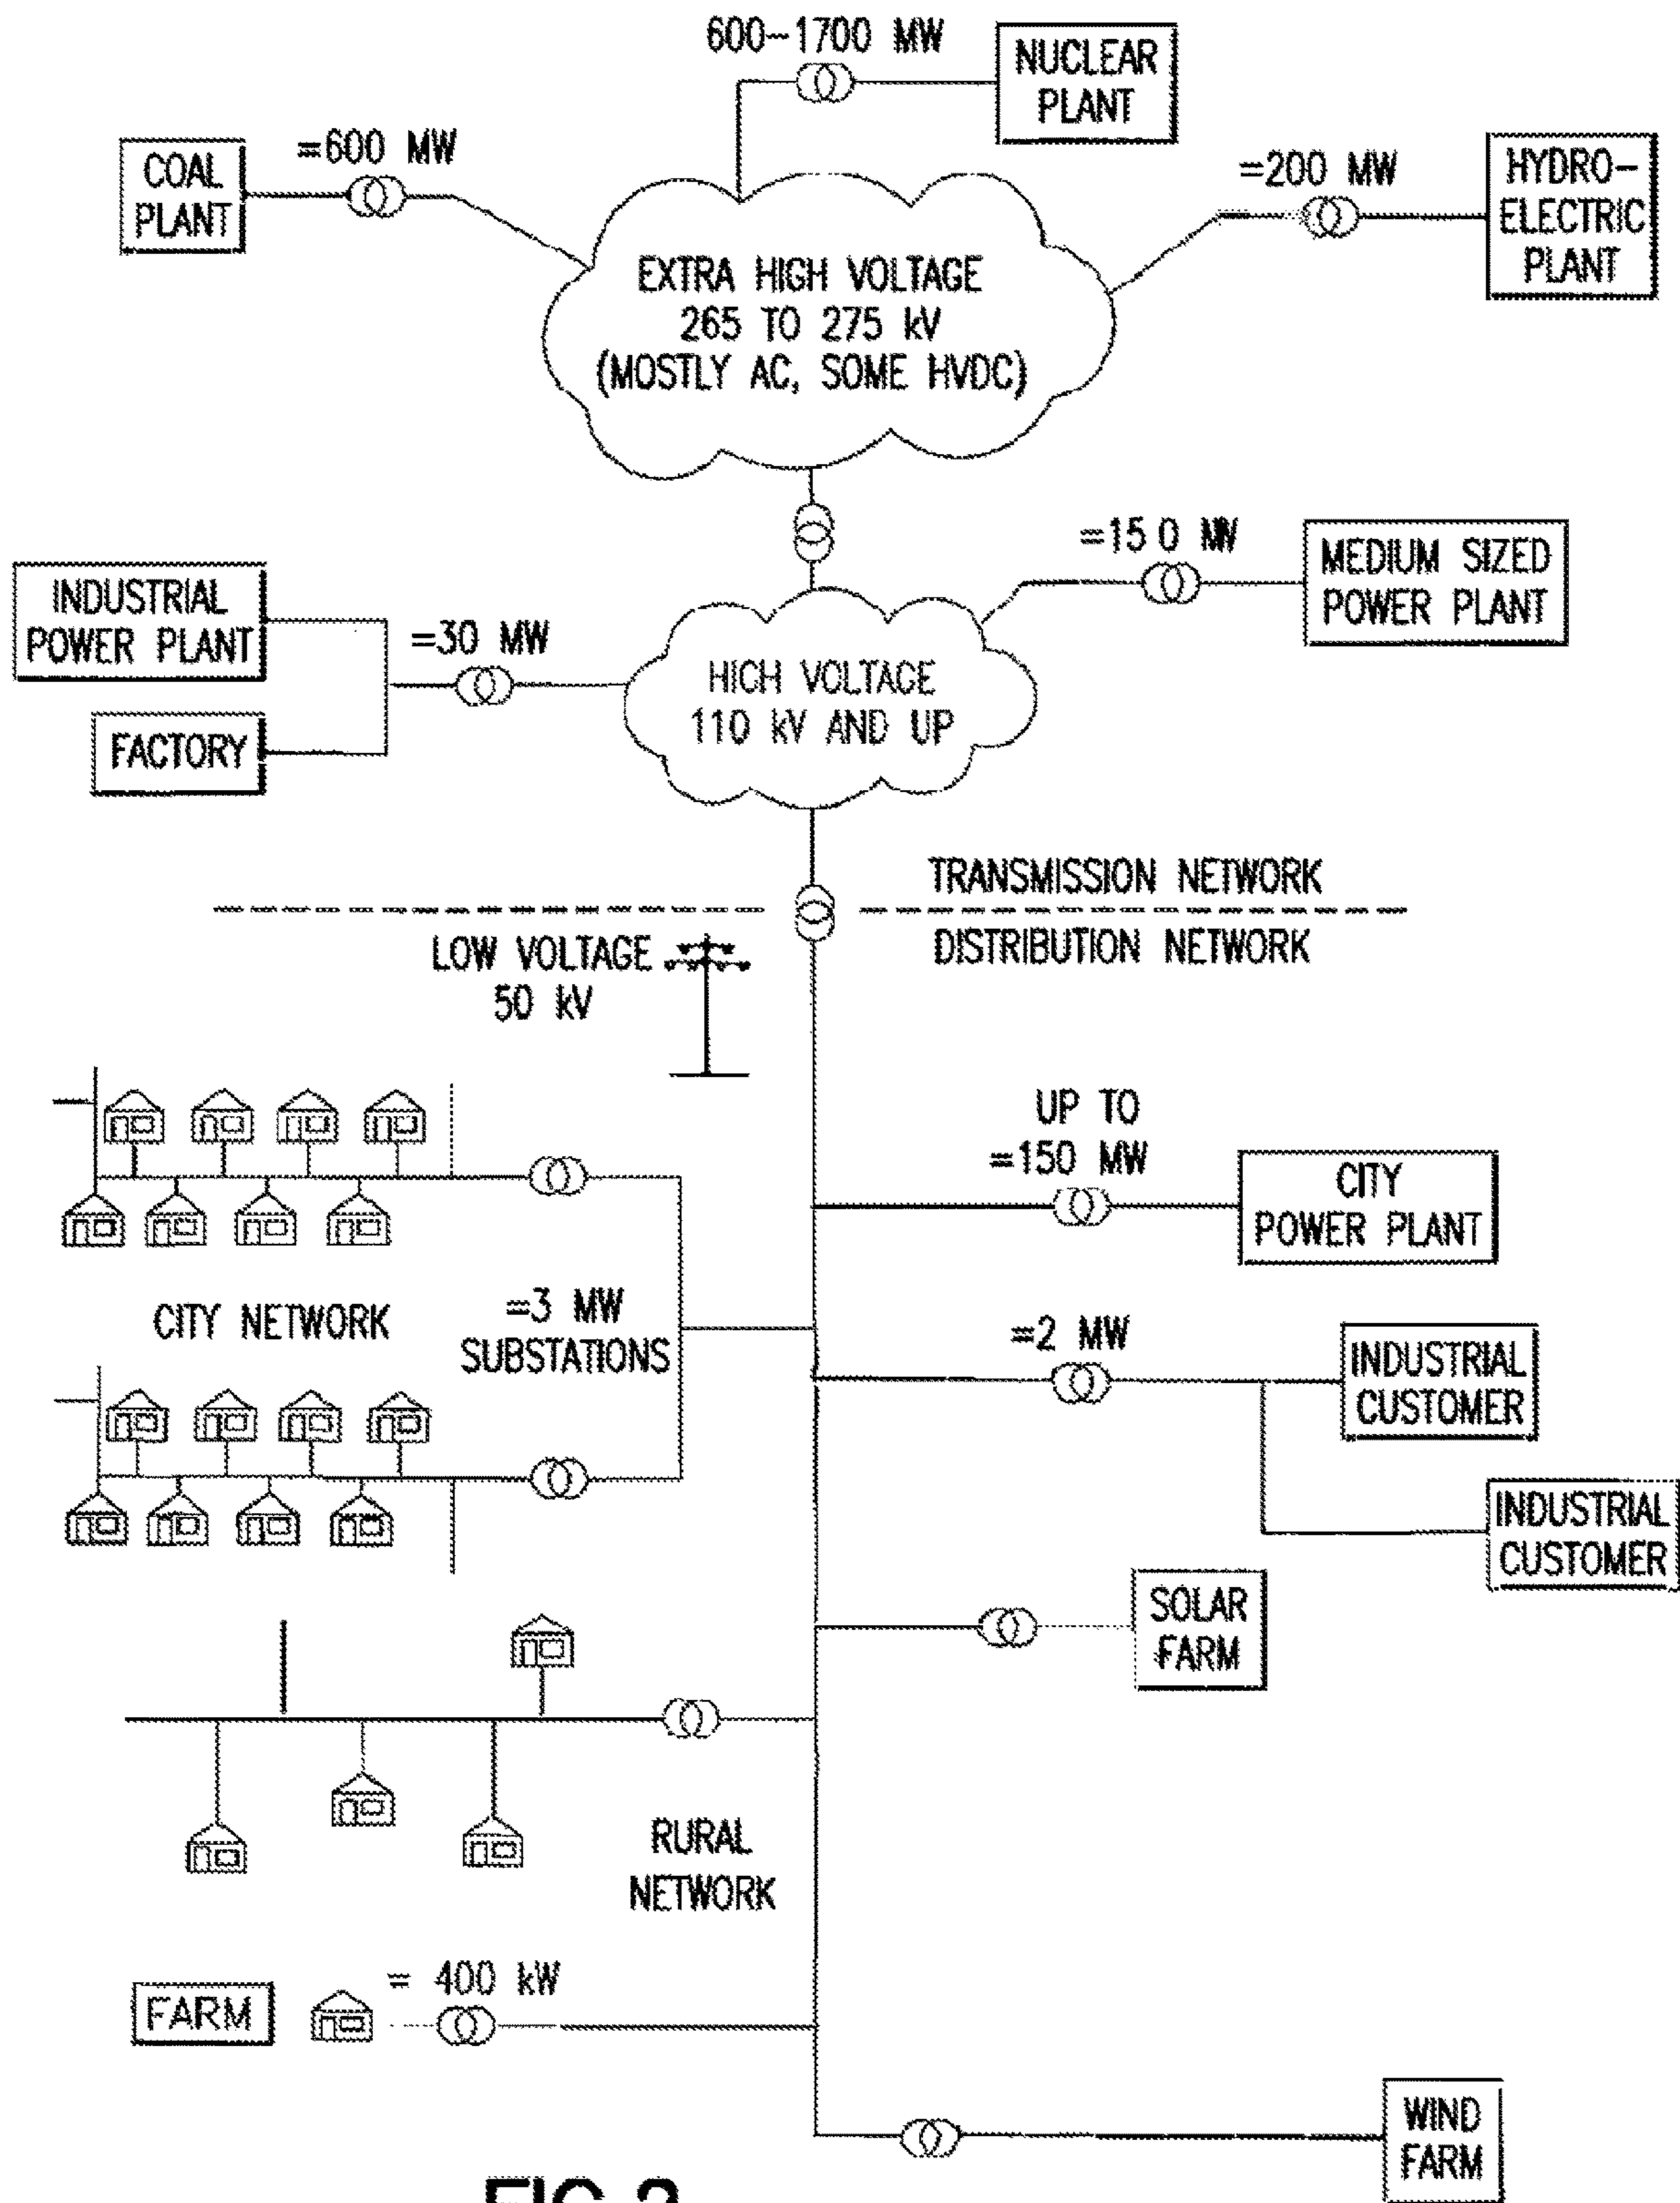 600-1700 MW
NUCLEAR
PLANT
COAL
PLANT
=600 MW
=200 MW
HYDRO-
ELECTRIC
PLANT
EXTRA HIGH VOLTAGE
265 TO 275 kV
(MOSTLY AC, SOME HVDC)
=15 0 MW
MEDIUM SIZED
POWER PLANT
INDUSTRIAL
POWER PLANT
=30 MW
FACTORY
HICH VOLTAGE
110 kV AND UP
TRANSMISSION NETWORK
DISTRIBUTION NETWORK
LOW VOLTAGE
50 kV
UP TO
=150 MW
CITY
POWER PLANT
CITY NETWORK
=3 MW
SUBSTATIONS
=2 MW
INDUSTRIAL
CUSTOMER
INDUSTRIAL
CUSTOMER
SOLAR
FARM
RURAL
NETWORK
FARM
= 400 kW
WIND
FARM